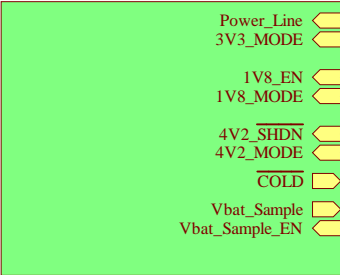 Power_Line
3V3_MODE
1V8_EN
1V8_MODE
4V2_SHDN
4V2_MODE
COLD
Vbat_Sample
Vbat_Sample_EN